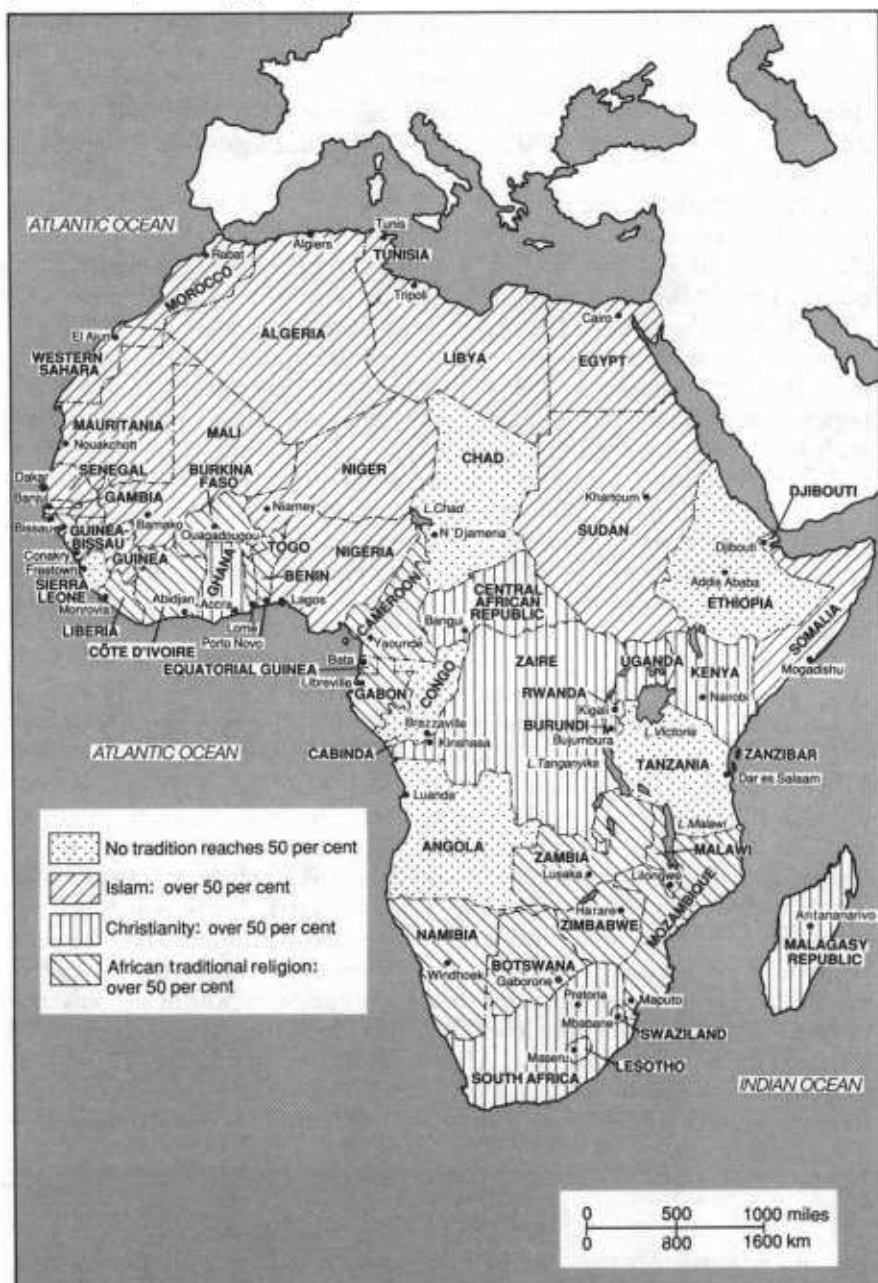 ATLANTIC OCEAN
Tunis
Algiers
TUNISIA
Rabat
MOROCCO
Tripoli
Cairo
El Aiun
ALGERIA
LIBYA
EGYPT
WESTERN
SAHARA
MAURITANIA
MALI
Nouakchott
CHAD
NIGER
SENEGAL
BURKINA
FASO
Dakar
GAMBIA
Banjul
Niamey
L.Chad
Khartoum
DJIBOUTI
SUDAN
Bissau
GUINEA-
BISSAU
Bamako
Ouagadougou
N'Djamena
Djibouti
Conakry
GUINEA
GHANA
TOGO
NIGERIA
Freetown
BENIN
Addis Ababa
SIERRA
LEONE
CENTRAL
AFRICAN
REPUBLIC
ETHIOPIA
Abidjan
Accra
Lagos
CAMEROON
Monrovia
SOMALIA
LIBERIA
Lomé
Bangui
Porto Novo
Yaounde
CÔTE D'IVOIRE
ZAIRE
UGANDA
KENYA
Mogadishu
EQUATORIAL GUINEA
Bata
CONGO
Libreville
RWANDA
Nairobi
GABON
Kigali
BURUNDI
Brazzaville
L.Victoria
ATLANTIC OCEAN
Kinshasa
Bujumbura
CABINDA
ZANZIBAR
L.Tanganyike
TANZANIA
Dar es Salaam
Luanda
L.Malawi
ANGOLA
MALAWI
ZAMBIA
Lilongwe
Lusaka
MOZAMBIQUE
Harare
Antananarivo
NAMIBIA
ZIMBABWE
MALAGASY
REPUBLIC
BOTSWANA
Windhoek
Gaborone
Pretoria
Maputo
Mbabane
SWAZILAND
Maseru
LESOTHO
SOUTH AFRICA
INDIAN OCEAN
No tradition reaches 50 per cent
Islam: over 50 per cent
Christianity: over 50 per cent
African traditional religion:
over 50 per cent
0 500 1000 miles
0 800 1600 km